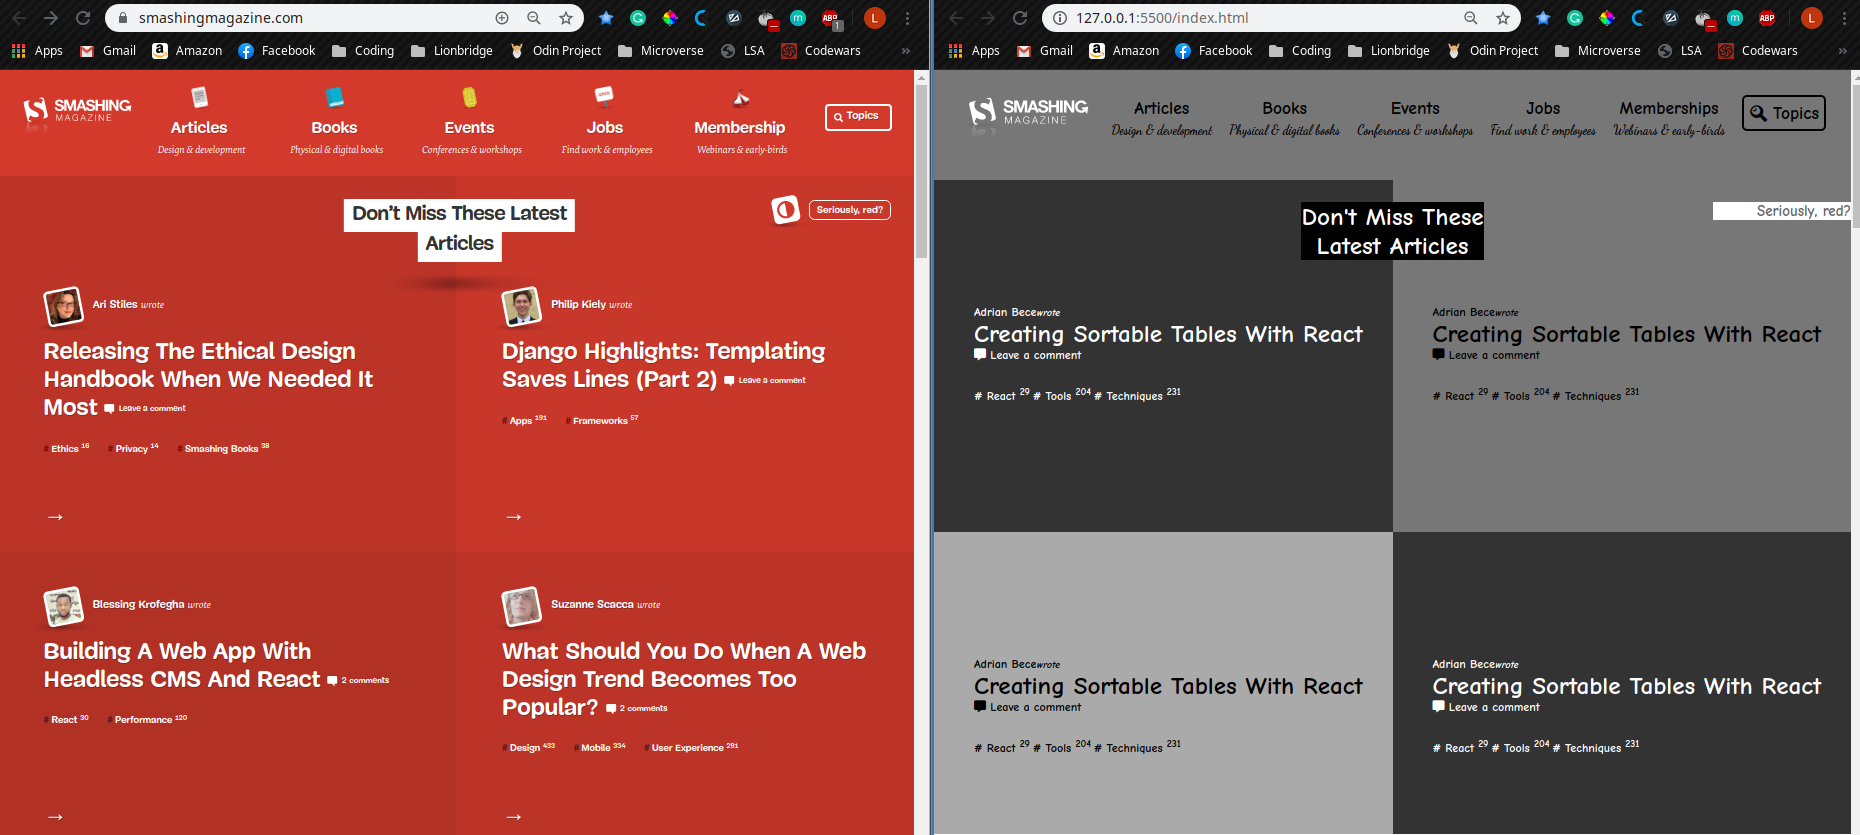 smashingmagazine.com
ABP
1
L
Apps
Gmail
Amazon
Facebook
Coding
Lionbridge
Odin Project
Microverse
LSA
Codewars
»
SMASHING
MAGAZINE
Articles
Design & development
Books
Physical & digital books
Events
Conferences & workshops
Jobs
Find work & employees
Membership
Webinars & early-birds
Topics
Don't Miss These Latest
Articles
Seriously, red?
Ari Stiles wrote
Releasing The Ethical Design
Handbook When We Needed It
Most Leave a comment
# Ethics 16 # Privacy 14 # Smashing Books 38
→
Philip Kiely wrote
Django Highlights: Templating
Saves Lines (Part 2) Leave a comment
# Apps 191 # Frameworks 57
→
Blessing Krofegha wrote
Building A Web App With
Headless CMS And React 2 comments
# React 30 # Performance 120
→
Suzanne Scacca wrote
What Should You Do When A Web
Design Trend Becomes Too
Popular? 2 comments
# Design 433 # Mobile 334 # User Experience 291
→
127.0.0.1:5500/index.html
ABP
L
Apps
Gmail
Amazon
Facebook
Coding
Lionbridge
Odin Project
Microverse
LSA
Codewars
»
SMASHING
MAGAZINE
Articles
Design & development
Books
Physical & digital books
Events
Conferences & workshops
Jobs
Find work & employees
Memberships
Webinars & early-birds
Topics
Don't Miss These
Latest Articles
Seriously, red?
Adrian Becewrote
Creating Sortable Tables With React
Leave a comment
# React 29 # Tools 204 # Techniques 231
Adrian Becewrote
Creating Sortable Tables With React
Leave a comment
# React 29 # Tools 204 # Techniques 231
Adrian Becewrote
Creating Sortable Tables With React
Leave a comment
# React 29 # Tools 204 # Techniques 231
Adrian Becewrote
Creating Sortable Tables With React
Leave a comment
# React 29 # Tools 204 # Techniques 231